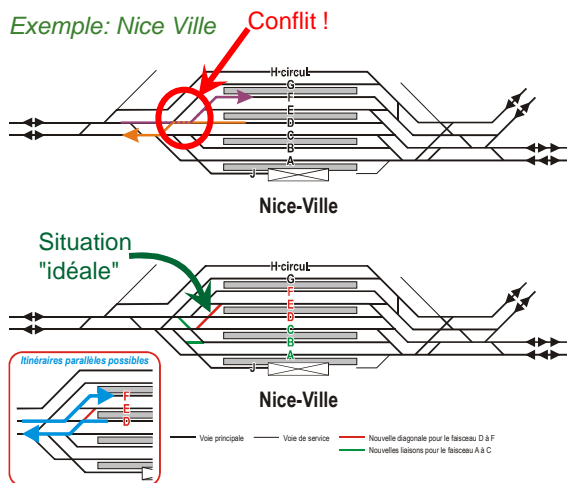 Exemple: Nice Ville
Conflit !
H-circul.
G
F
E
D
C
B
A
J
Nice-Ville
Situation
"idéale"
H-circul.
G
F
E
D
C
B
A
J
Nice-Ville
Itinéraires parallèles possibles
F
E
D
Voie principale
Voie de service
Nouvelle diagonale pour le faisceau D à F
Nouvelles liaisons pour le faisceau A à C